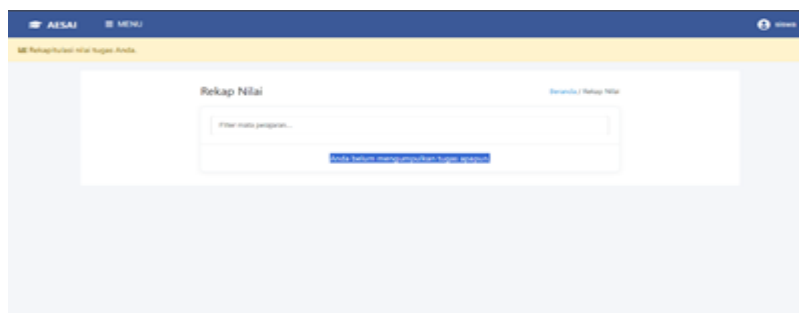 AESAI
MENU
siswa
Rekapitulasi nilai tugas Anda.
Rekap Nilai
Beranda / Rekap Nilai
Filter mata pelajaran...
Anda belum mengumpulkan tugas apapun.